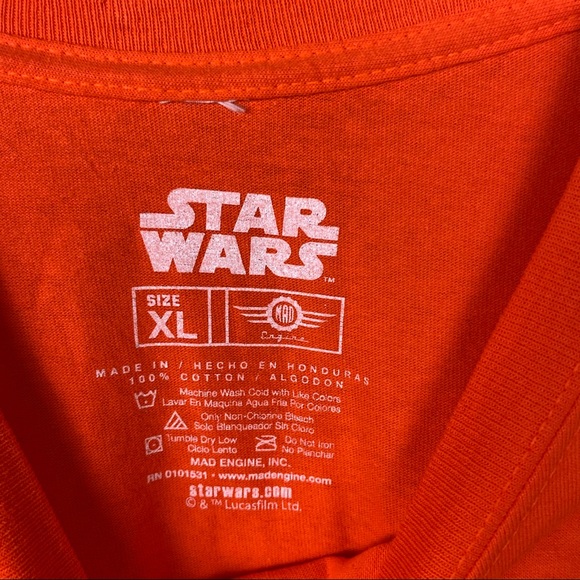 STAR
WARS™
SIZE
XL
MAD
Engine
MADE IN / HECHO EN HONDURAS
100% COTTON / ALGODON
Machine Wash Cold with Like Colors
Lavar En Maquina Agua Fria Por Colores
Only Non-Chlorine Bleach
Solo Blanqueador Sin Cloro
Tumble Dry Low
Ciclo Lento
Do Not Iron
No Planchar
MAD ENGINE, INC.
RN 0101531 • www.madengine.com
starwars.com
© & ™ Lucasfilm Ltd.